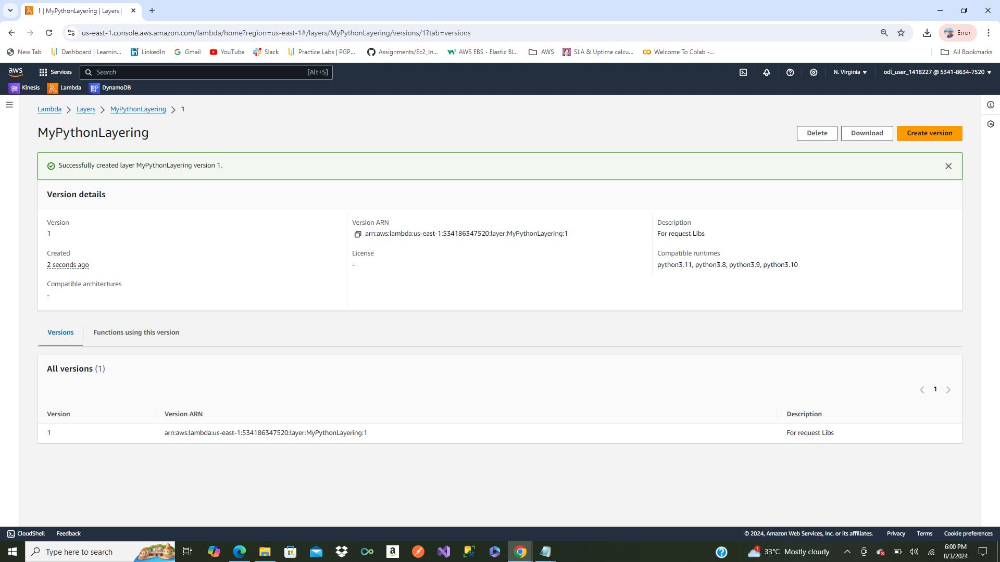 1 | MyPythonLayering | Layers |
us-east-1.console.aws.amazon.com/lambda/home?region=us-east-1#/layers/MyPythonLayering/versions/1?tab=versions
Error
New Tab
Dashboard | Learnin...
LinkedIn
Gmail
YouTube
Slack
Practice Labs | PGP...
Assignments/Ec2_In...
AWS EBS - Elastic Bl...
AWS
SLA & Uptime calcu...
Welcome To Colab -...
All Bookmarks
aws
Services
Search
[Alt+S]
N. Virginia
odl_user_1418227 @ 5341-8634-7520
Kinesis
Lambda
DynamoDB
Lambda
Layers
MyPythonLayering
1
MyPythonLayering
Delete
Download
Create version
Successfully created layer MyPythonLayering version 1.
Version details
Version
1
Version ARN
arn:aws:lambda:us-east-1:534186347520:layer:MyPythonLayering:1
Description
For request Libs
Created
2 seconds ago
License
-
Compatible runtimes
python3.11, python3.8, python3.9, python3.10
Compatible architectures
-
Versions
Functions using this version
All versions (1)
1
Version
Version ARN
Description
1
arn:aws:lambda:us-east-1:534186347520:layer:MyPythonLayering:1
For request Libs
CloudShell
Feedback
© 2024, Amazon Web Services, Inc. or its affiliates.
Privacy
Terms
Cookie preferences
Type here to search
1
33°C Mostly cloudy
6:00 PM
8/3/2024